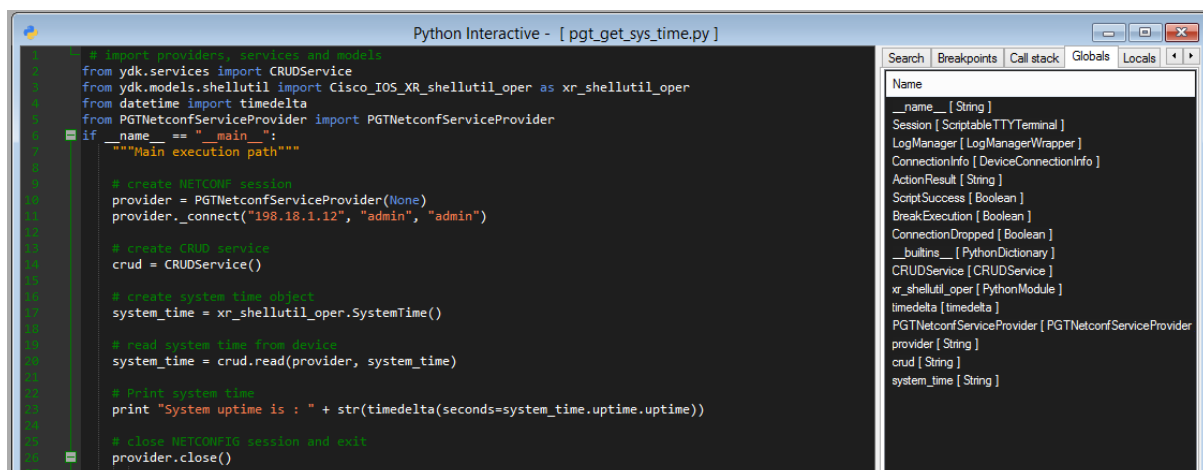 Python Interactive - [ pgt_get_sys_time.py ]
1 # import providers, services and models
2 from ydk.services import CRUDService
3 from ydk.models.shellutil import Cisco_IOS_XR_shellutil_oper as xr_shellutil_oper
4 from datetime import timedelta
5 from PGTNetconfServiceProvider import PGTNetconfServiceProvider
6 if __name__ == "__main__":
7 """Main execution path"""
8
9 # create NETCONF session
10 provider = PGTNetconfServiceProvider(None)
11 provider._connect("198.18.1.12", "admin", "admin")
12
13 # create CRUD service
14 crud = CRUDService()
15
16 # create system time object
17 system_time = xr_shellutil_oper.SystemTime()
18
19 # read system time from device
20 system_time = crud.read(provider, system_time)
21
22 # Print system time
23 print "System uptime is : " + str(timedelta(seconds=system_time.uptime.uptime))
24
25 # close NETCONFIG session and exit
26 provider.close()
Search Breakpoints Call stack Globals Locals
Name
__name__ [ String ]
Session [ ScriptableTTYTerminal ]
LogManager [ LogManagerWrapper ]
ConnectionInfo [ DeviceConnectionInfo ]
ActionResult [ String ]
ScriptSuccess [ Boolean ]
BreakExecution [ Boolean ]
ConnectionDropped [ Boolean ]
__builtins__ [ PythonDictionary ]
CRUDService [ CRUDService ]
xr_shellutil_oper [ PythonModule ]
timedelta [ timedelta ]
PGTNetconfServiceProvider [ PGTNetconfServiceProvider
provider [ String ]
crud [ String ]
system_time [ String ]